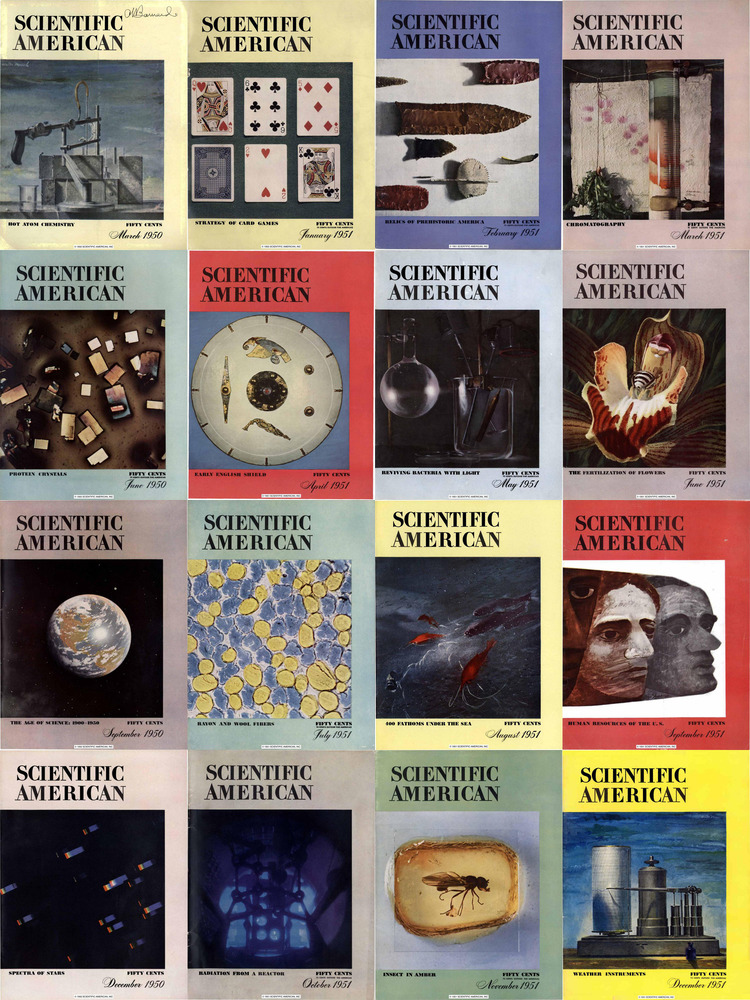 SCIENTIFIC
AMERICAN
HOT ATOM CHEMISTRY
FIFTY CENTS
March 1950
SCIENTIFIC
AMERICAN
STRATEGY OF CARD GAMES
FIFTY CENTS
January 1951
SCIENTIFIC
AMERICAN
RELICS OF PREHISTORIC AMERICA
FIFTY CENTS
February 1951
SCIENTIFIC
AMERICAN
CHROMATOGRAPHY
FIFTY CENTS
March 1951
SCIENTIFIC
AMERICAN
PROTEIN CRYSTALS
FIFTY CENTS
June 1950
SCIENTIFIC
AMERICAN
EARLY ENGLISH SHIELD
FIFTY CENTS
April 1951
SCIENTIFIC
AMERICAN
REVIVING BACTERIA WITH LIGHT
FIFTY CENTS
May 1951
SCIENTIFIC
AMERICAN
THE FERTILIZATION OF FLOWERS
FIFTY CENTS
June 1951
SCIENTIFIC
AMERICAN
THE AGE OF SCIENCE: 1900-1950
FIFTY CENTS
September 1950
SCIENTIFIC
AMERICAN
RAYON AND WOOL FIBERS
FIFTY CENTS
July 1951
SCIENTIFIC
AMERICAN
400 FATHOMS UNDER THE SEA
FIFTY CENTS
August 1951
SCIENTIFIC
AMERICAN
HUMAN RESOURCES OF THE U. S.
FIFTY CENTS
September 1951
SCIENTIFIC
AMERICAN
SPECTRA OF STARS
FIFTY CENTS
December 1950
SCIENTIFIC
AMERICAN
RADIATION FROM A REACTOR
FIFTY CENTS
October 1951
SCIENTIFIC
AMERICAN
INSECT IN AMBER
FIFTY CENTS
November 1951
SCIENTIFIC
AMERICAN
WEATHER INSTRUMENTS
FIFTY CENTS
December 1951